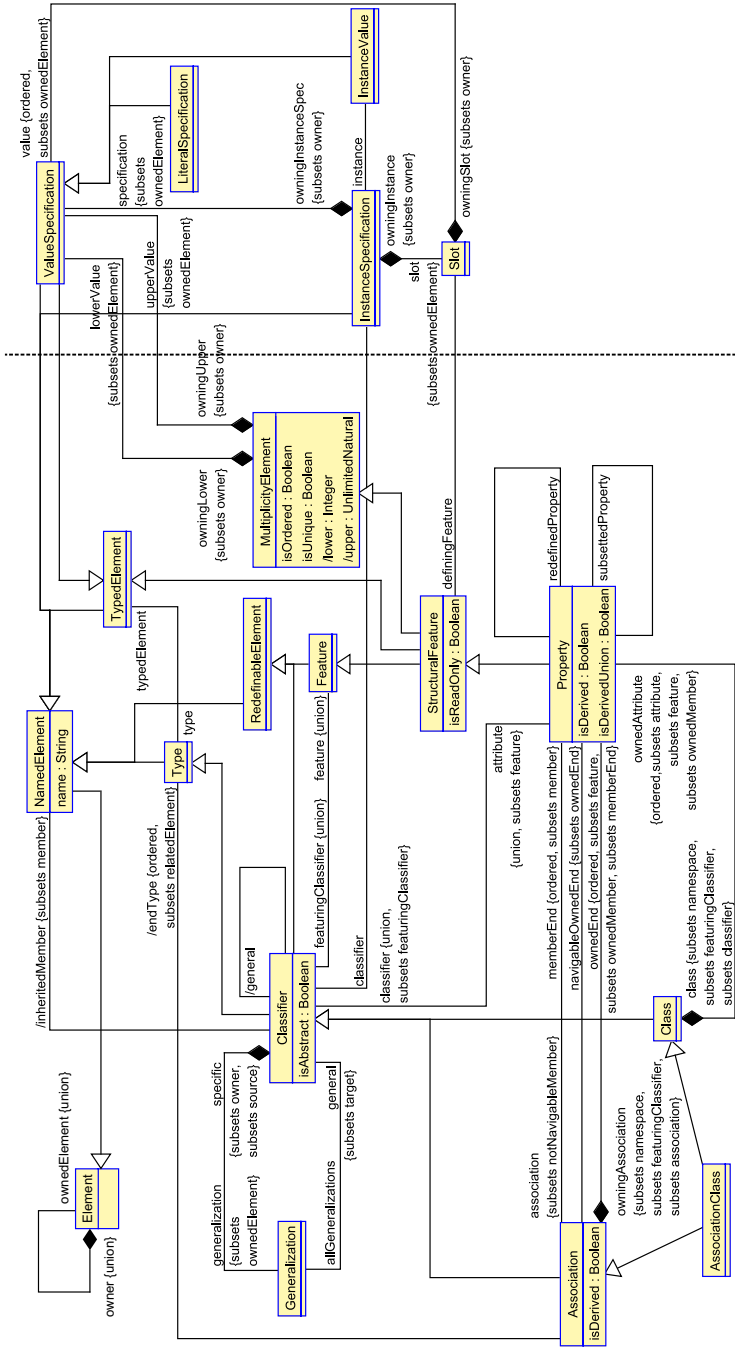 Element
ownedElement {union}
owner {union}
/inheritedMember {subsets member}
NamedElement
name : String
TypedElement
typedElement
ValueSpecification
value {ordered,
subsets ownedElement}
/endType {ordered,
subsets relatedElement}
Type
type
lowerValue
{subsets ownedElement}
specification
{subsets
ownedElement}
LiteralSpecification
upperValue
{subsets
ownedElement}
generalization
{subsets
ownedElement}
specific
{subsets owner,
subsets source}
Generalization
allGeneralizations
general
{subsets target}
Classifier
isAbstract : Boolean
/general
featuringClassifier {union}
feature {union}
RedefinableElement
Feature
owningLower
{subsets owner}
owningUpper
{subsets owner}
MultiplicityElement
isOrdered : Boolean
isUnique : Boolean
/lower : Integer
/upper : UnlimitedNatural
owningInstanceSpec
{subsets owner}
InstanceValue
instance
InstanceSpecification
classifier
classifier {union,
subsets featuringClassifier}
owningInstance
{subsets owner}
slot
{subsets ownedElement}
Slot
owningSlot {subsets owner}
StructuralFeature
isReadOnly : Boolean
definingFeature
attribute
{union, subsets feature}
association
{subsets notNavigableMember}
memberEnd {ordered, subsets member}
navigableOwnedEnd {subsets ownedEnd}
ownedEnd {ordered, subsets feature,
subsets ownedMember, subsets memberEnd}
Property
isDerived : Boolean
isDerivedUnion : Boolean
redefinedProperty
subsettedProperty
Association
isDerived : Boolean
owningAssociation
{subsets namespace,
subsets featuringClassifier,
subsets association}
Class
class {subsets namespace,
subsets featuringClassifier,
subsets classifier}
ownedAttribute
{ordered,subsets attribute,
subsets feature,
subsets ownedMember}
AssociationClass